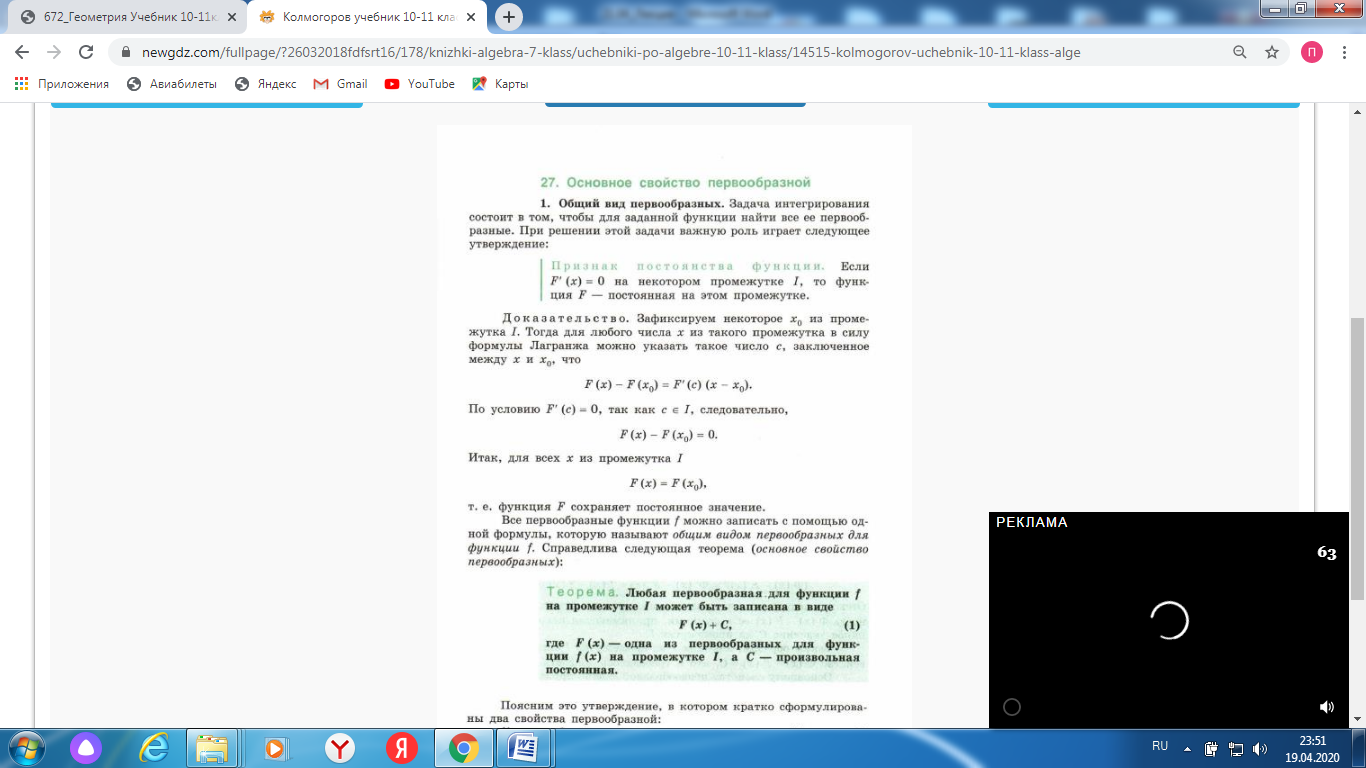 672_Геометрия Учебник 10-11к
Колмогоров учебник 10-11 клас
newgdz.com/fullpage/?26032018fdfsrt16/178/knizhki-algebra-7-klass/uchebniki-po-algebre-10-11-klass/14515-kolmogorov-uchebnik-10-11-klass-alge
П
Приложения Авиабилеты Яндекс Gmail YouTube Карты
27. Основное свойство первообразной
1. Общий вид первообразных. Задача интегрирования
состоит в том, чтобы для заданной функции найти все ее первооб-
разные. При решении этой задачи важную роль играет следующее
утверждение:
Признак постоянства функции. Если
F′ (x) = 0 на некотором промежутке I, то функ-
ция F — постоянная на этом промежутке.
Доказательство. Зафиксируем некоторое x₀ из проме-
жутка I. Тогда для любого числа x из такого промежутка в силу
формулы Лагранжа можно указать такое число c, заключенное
между x и x₀, что
F (x) − F (x₀) = F′ (c) (x − x₀).
По условию F′ (c) = 0, так как c ∈ I, следовательно,
F (x) − F (x₀) = 0.
Итак, для всех x из промежутка I
F (x) = F (x₀),
т. е. функция F сохраняет постоянное значение.
Все первообразные функции f можно записать с помощью од-
ной формулы, которую называют общим видом первообразных для
функции f. Справедлива следующая теорема (основное свойство
первообразных):
Теорема. Любая первообразная для функции f
на промежутке I может быть записана в виде
F (x) + C, (1)
где F (x) — одна из первообразных для функ-
ции f (x) на промежутке I, а C — произвольная
постоянная.
Поясним это утверждение, в котором кратко сформулирова-
ны два свойства первообразной:
РЕКЛАМА
63
RU
23:51
19.04.2020